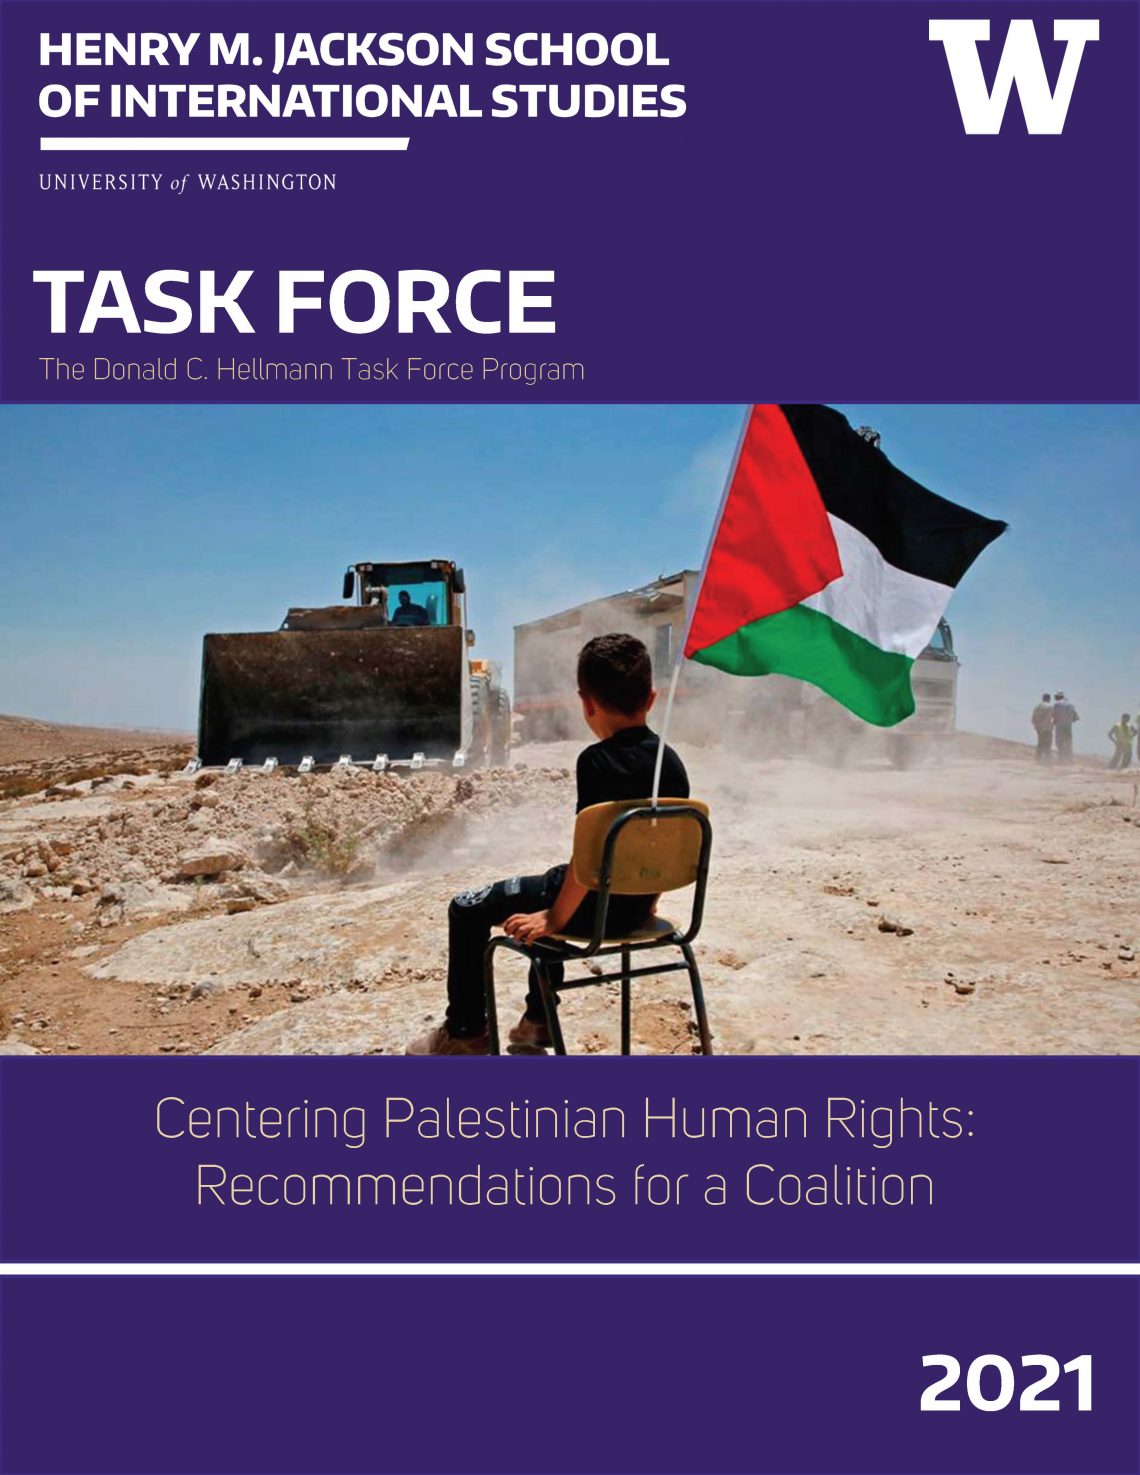 HENRY M. JACKSON SCHOOL
OF INTERNATIONAL STUDIES
W
UNIVERSITY of WASHINGTON
TASK FORCE
The Donald C. Hellmann Task Force Program
Centering Palestinian Human Rights:
Recommendations for a Coalition
2021